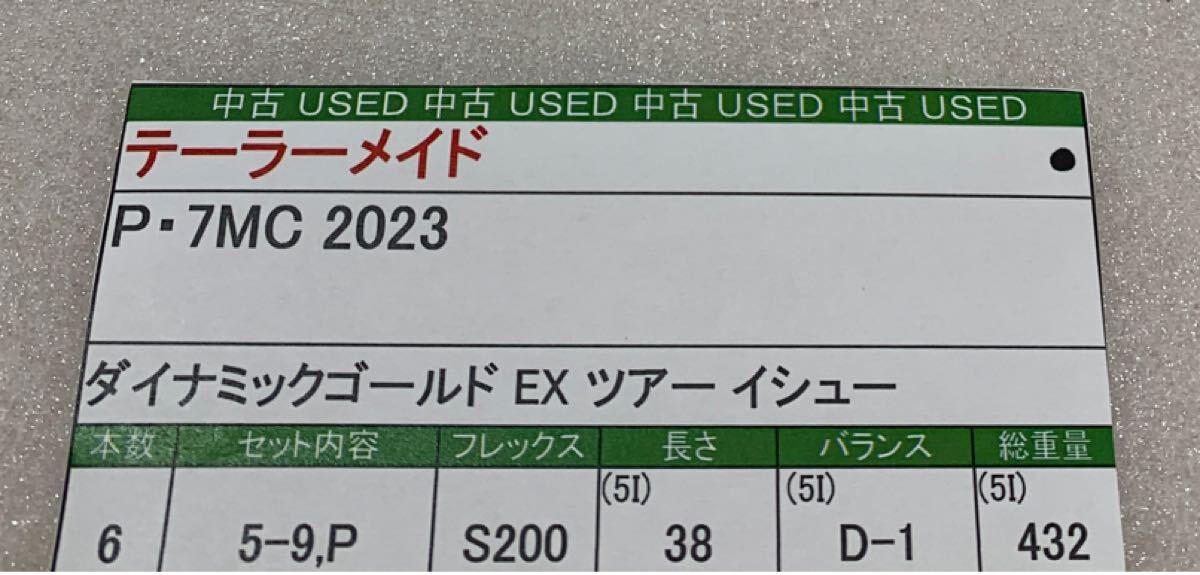 中古 USED 中古 USED 中古 USED 中古 USED
テーラーメイド ●
P・7MC 2023
ダイナミックゴールド EX ツアー イシュー
本数 セット内容 フレックス 長さ バランス 総重量
(5I) (5I) (5I)
6 5-9,P S200 38 D-1 432